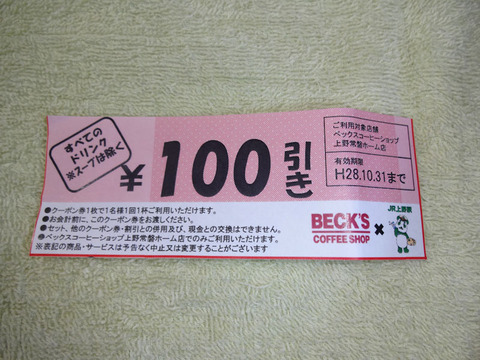 すべての
ドリンク
※スープは除く
¥100引き
ご利用対象店舗
ベックスコーヒーショップ
上野常盤ホーム店
有効期限
H28.10.31まで
●クーポン券1枚で1名様1回1杯ご利用いただけます。
●お会計前に、このクーポン券をお渡しください。
●セット、他のクーポン券・割引との併用及び、現金との交換はできません。
●ベックスコーヒーショップ上野常盤ホーム店でのみご利用いただけます。
※表記の商品・サービスは予告なく中止又は変更することがございます
BECK'S
COFFEE SHOP
×
JR上野駅